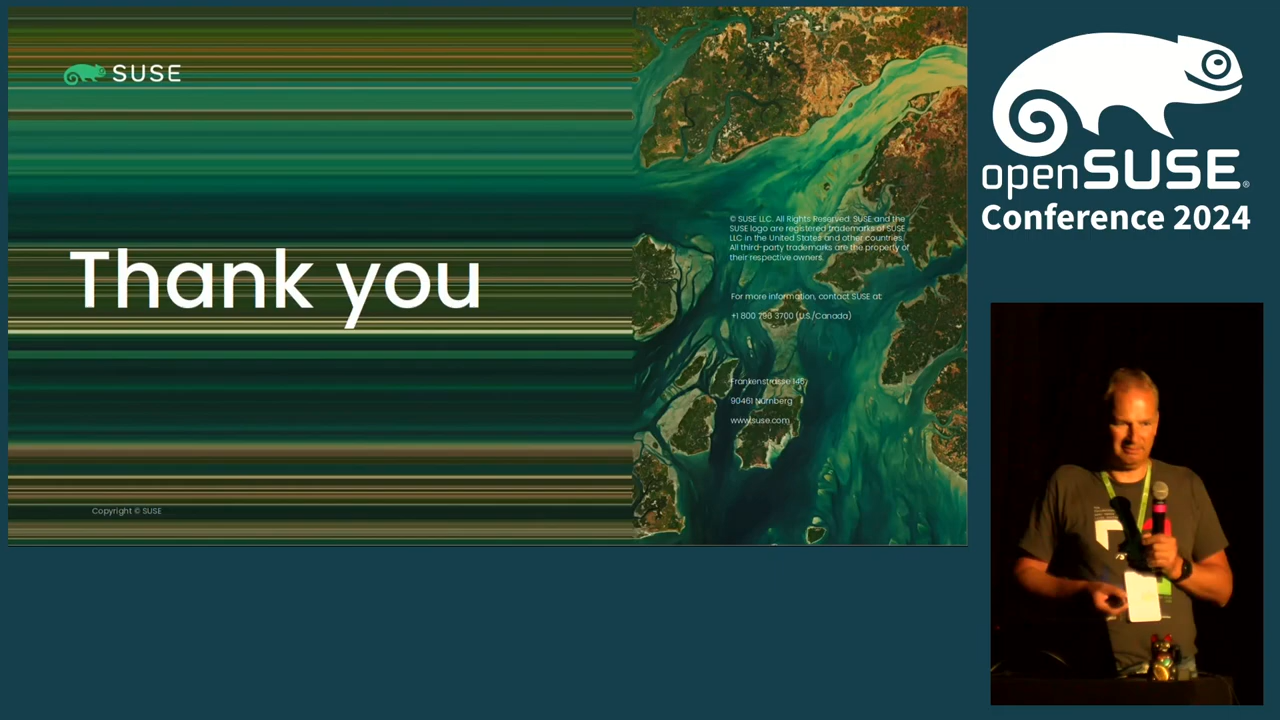 SUSE
Thank you
Copyright © SUSE
© SUSE LLC. All Rights Reserved. SUSE and the
SUSE logo are registered trademarks of SUSE
LLC in the United States and other countries.
All third-party trademarks are the property of
their respective owners.
For more information, contact SUSE at:
+1 800 796 3700 (U.S./Canada)
Frankenstrasse 146
90461 Nürnberg
www.suse.com
openSUSE®
Conference 2024